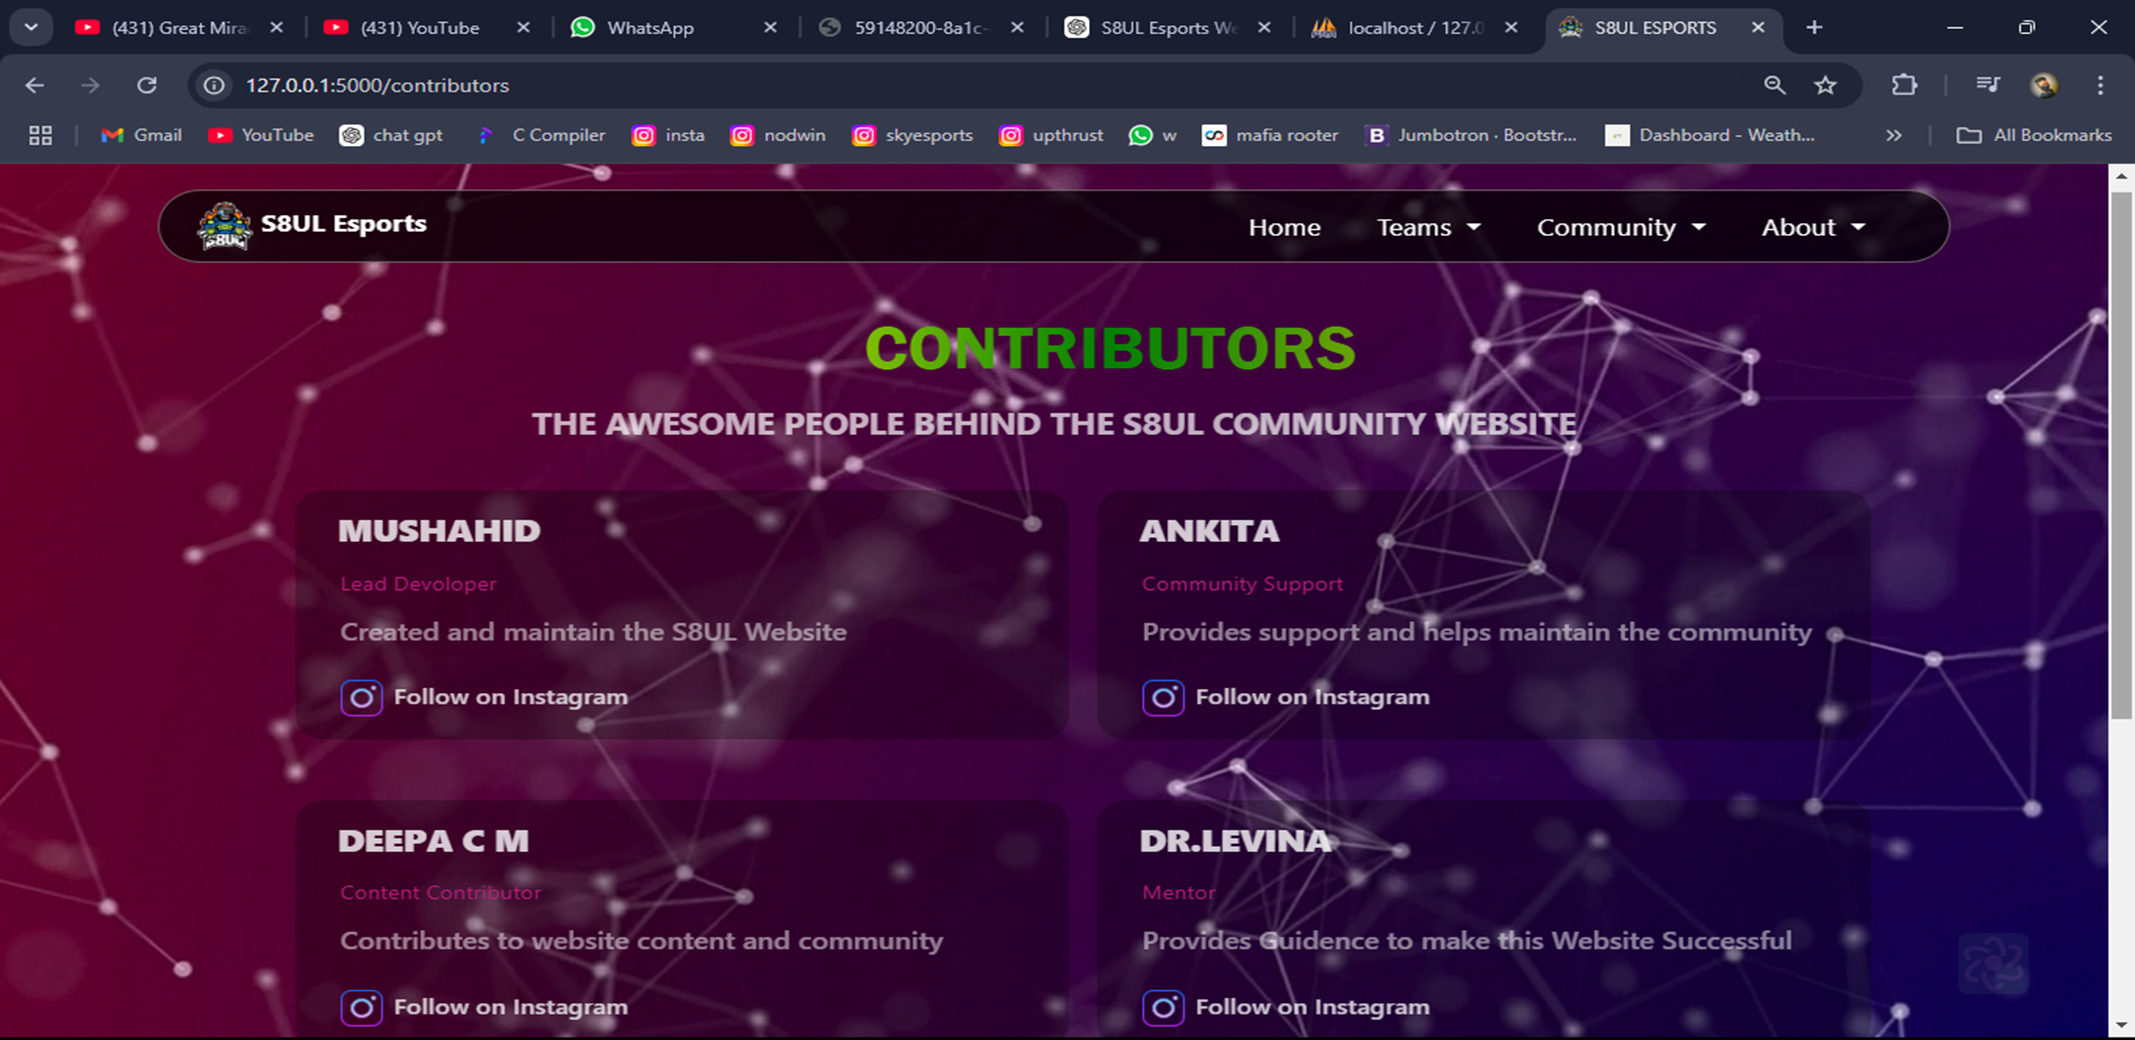 (431) Great Mira
(431) YouTube
WhatsApp
59148200-8a1c-
S8UL Esports We
localhost / 127.0
S8UL ESPORTS
127.0.0.1:5000/contributors
Gmail
YouTube
chat gpt
C Compiler
insta
nodwin
skyesports
upthrust
w
mafia rooter
B
Jumbotron · Bootstr...
Dashboard - Weath...
All Bookmarks
S8UL
S8UL Esports
Home
Teams
Community
About
CONTRIBUTORS
THE AWESOME PEOPLE BEHIND THE S8UL COMMUNITY WEBSITE
MUSHAHID
Lead Devoloper
Created and maintain the S8UL Website
Follow on Instagram
ANKITA
Community Support
Provides support and helps maintain the community
Follow on Instagram
DEEPA C M
Content Contributor
Contributes to website content and community
Follow on Instagram
DR.LEVINA
Mentor
Provides Guidence to make this Website Successful
Follow on Instagram